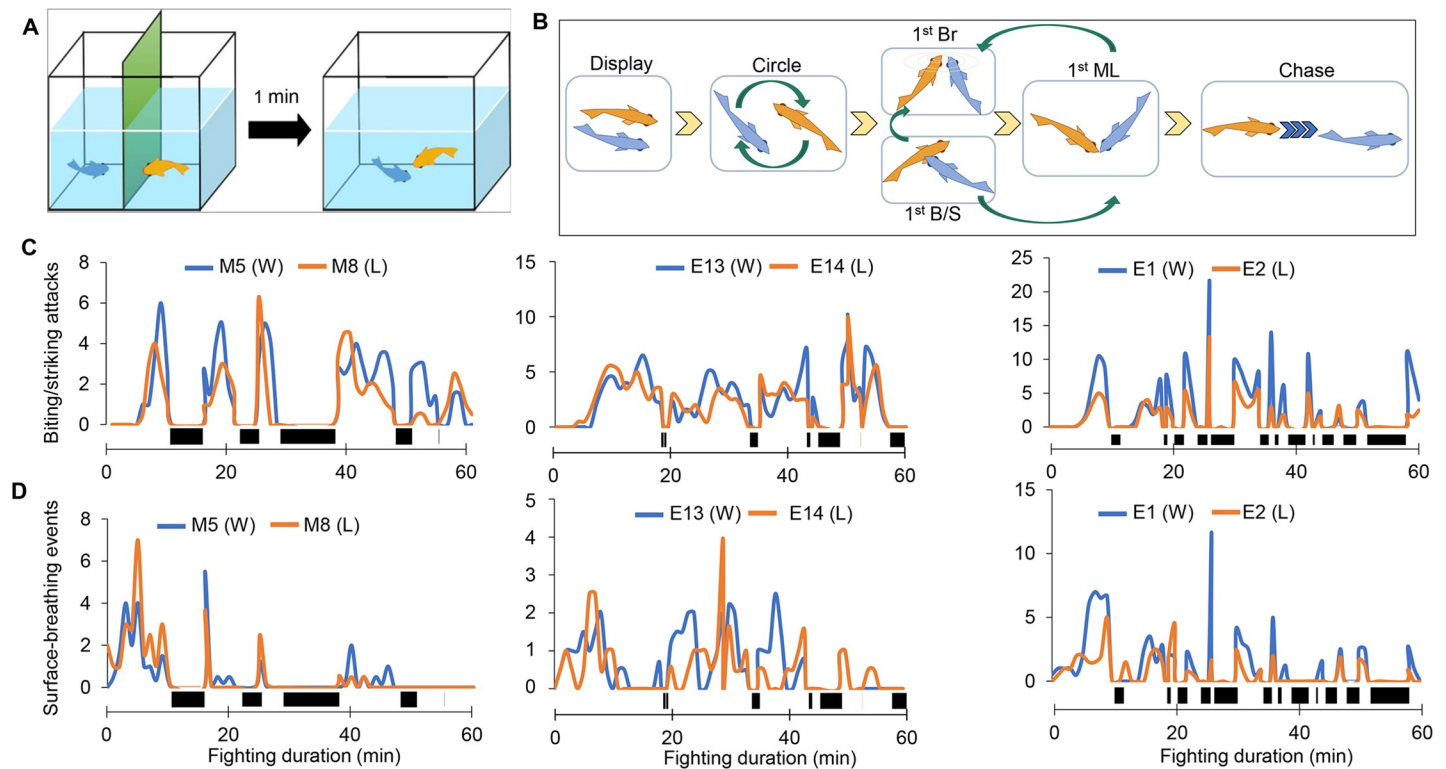 A
1 min
B
Display
Circle
1st Br
1st B/S
1st ML
Chase
C
Bititing/striking attacks
M5 (W) M8 (L)
8
6
4
2
0
0 20 40 60
E13 (W) E14 (L)
15
10
5
0
0 20 40 60
E1 (W) E2 (L)
25
20
15
10
5
0
0 20 40 60
D
Surface-breathing events
M5 (W) M8 (L)
8
6
4
2
0
0 20 40 60
Fighting duration (min)
E13 (W) E14 (L)
5
4
3
2
1
0
0 20 40 60
Fighting duration (min)
E1 (W) E2 (L)
15
10
5
0
0 20 40 60
Fighting duration (min)